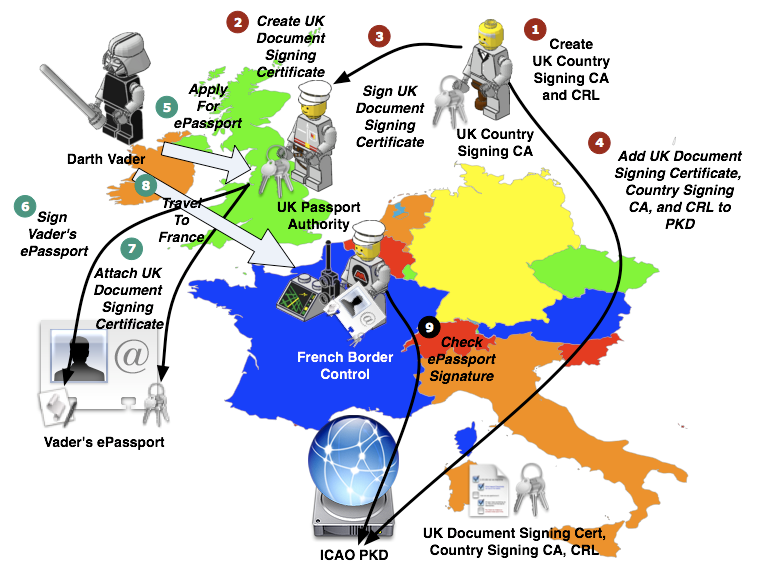 2
Create UK
Document
Signing
Certificate
3
1
Create
UK Country
Signing CA
and CRL
5
Apply
For
ePassport
Sign UK
Document
Signing
Certificate
UK Country
Signing CA
4
Add UK Document
Signing Certificate,
Country Signing
CA, and CRL to
PKD
Darth Vader
8
Travel
To
France
UK Passport
Authority
6
Sign
Vader's
ePassport
7
Attach UK
Document
Signing
Certificate
@
Vader's ePassport
French Border
Control
9
Check
ePassport
Signature
@
ICAO PKD
UK Document Signing Cert,
Country Signing CA, CRL